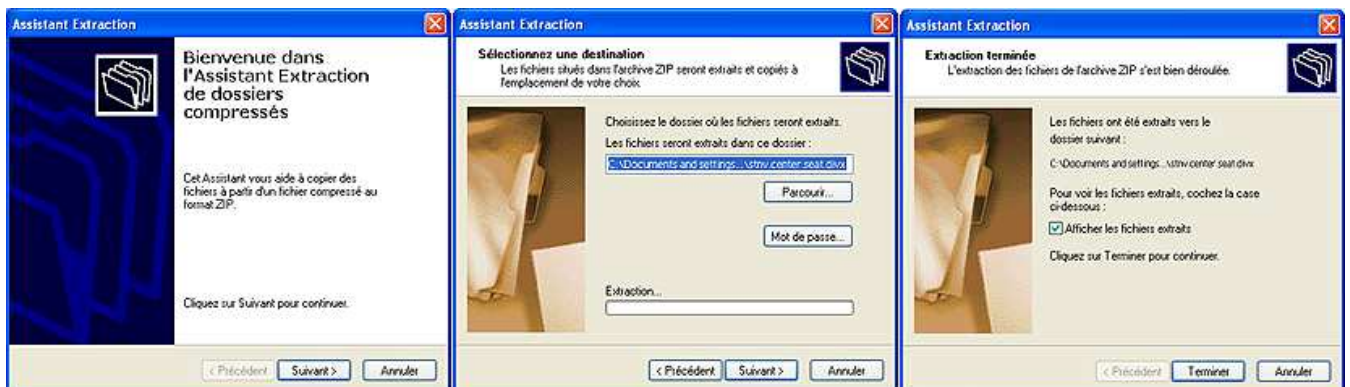 Assistant Extraction
Bienvenue dans
l'Assistant Extraction
de dossiers
compressés
Cet Assistant vous aide à copier des
fichiers à partir d'un fichier compressé au
format ZIP.
Cliquez sur Suivant pour continuer.
< Précédent
Suivant >
Annuler
Assistant Extraction
Sélectionnez une destination
Les fichiers situés dans l'archive ZIP seront extraits et copiés à
l'emplacement de votre choix
Choisissez le dossier où les fichiers seront extraits.
Les fichiers seront extraits dans ce dossier :
C:\Documents and settings...\stnv.center.seat.divx
Parcourir...
Mot de passe...
Extraction...
< Précédent
Suivant >
Annuler
Assistant Extraction
Extraction terminée
L'extraction des fichiers de l'archive ZIP s'est bien déroulée.
Les fichiers ont été extraits vers le
dossier suivant :
C:\Documents and settings...\stnv.center.seat.divx
Pour voir les fichiers extraits, cochez la case
ci-dessous :
Afficher les fichiers extraits
Cliquez sur Terminer pour continuer.
< Précédent
Terminer
Annuler